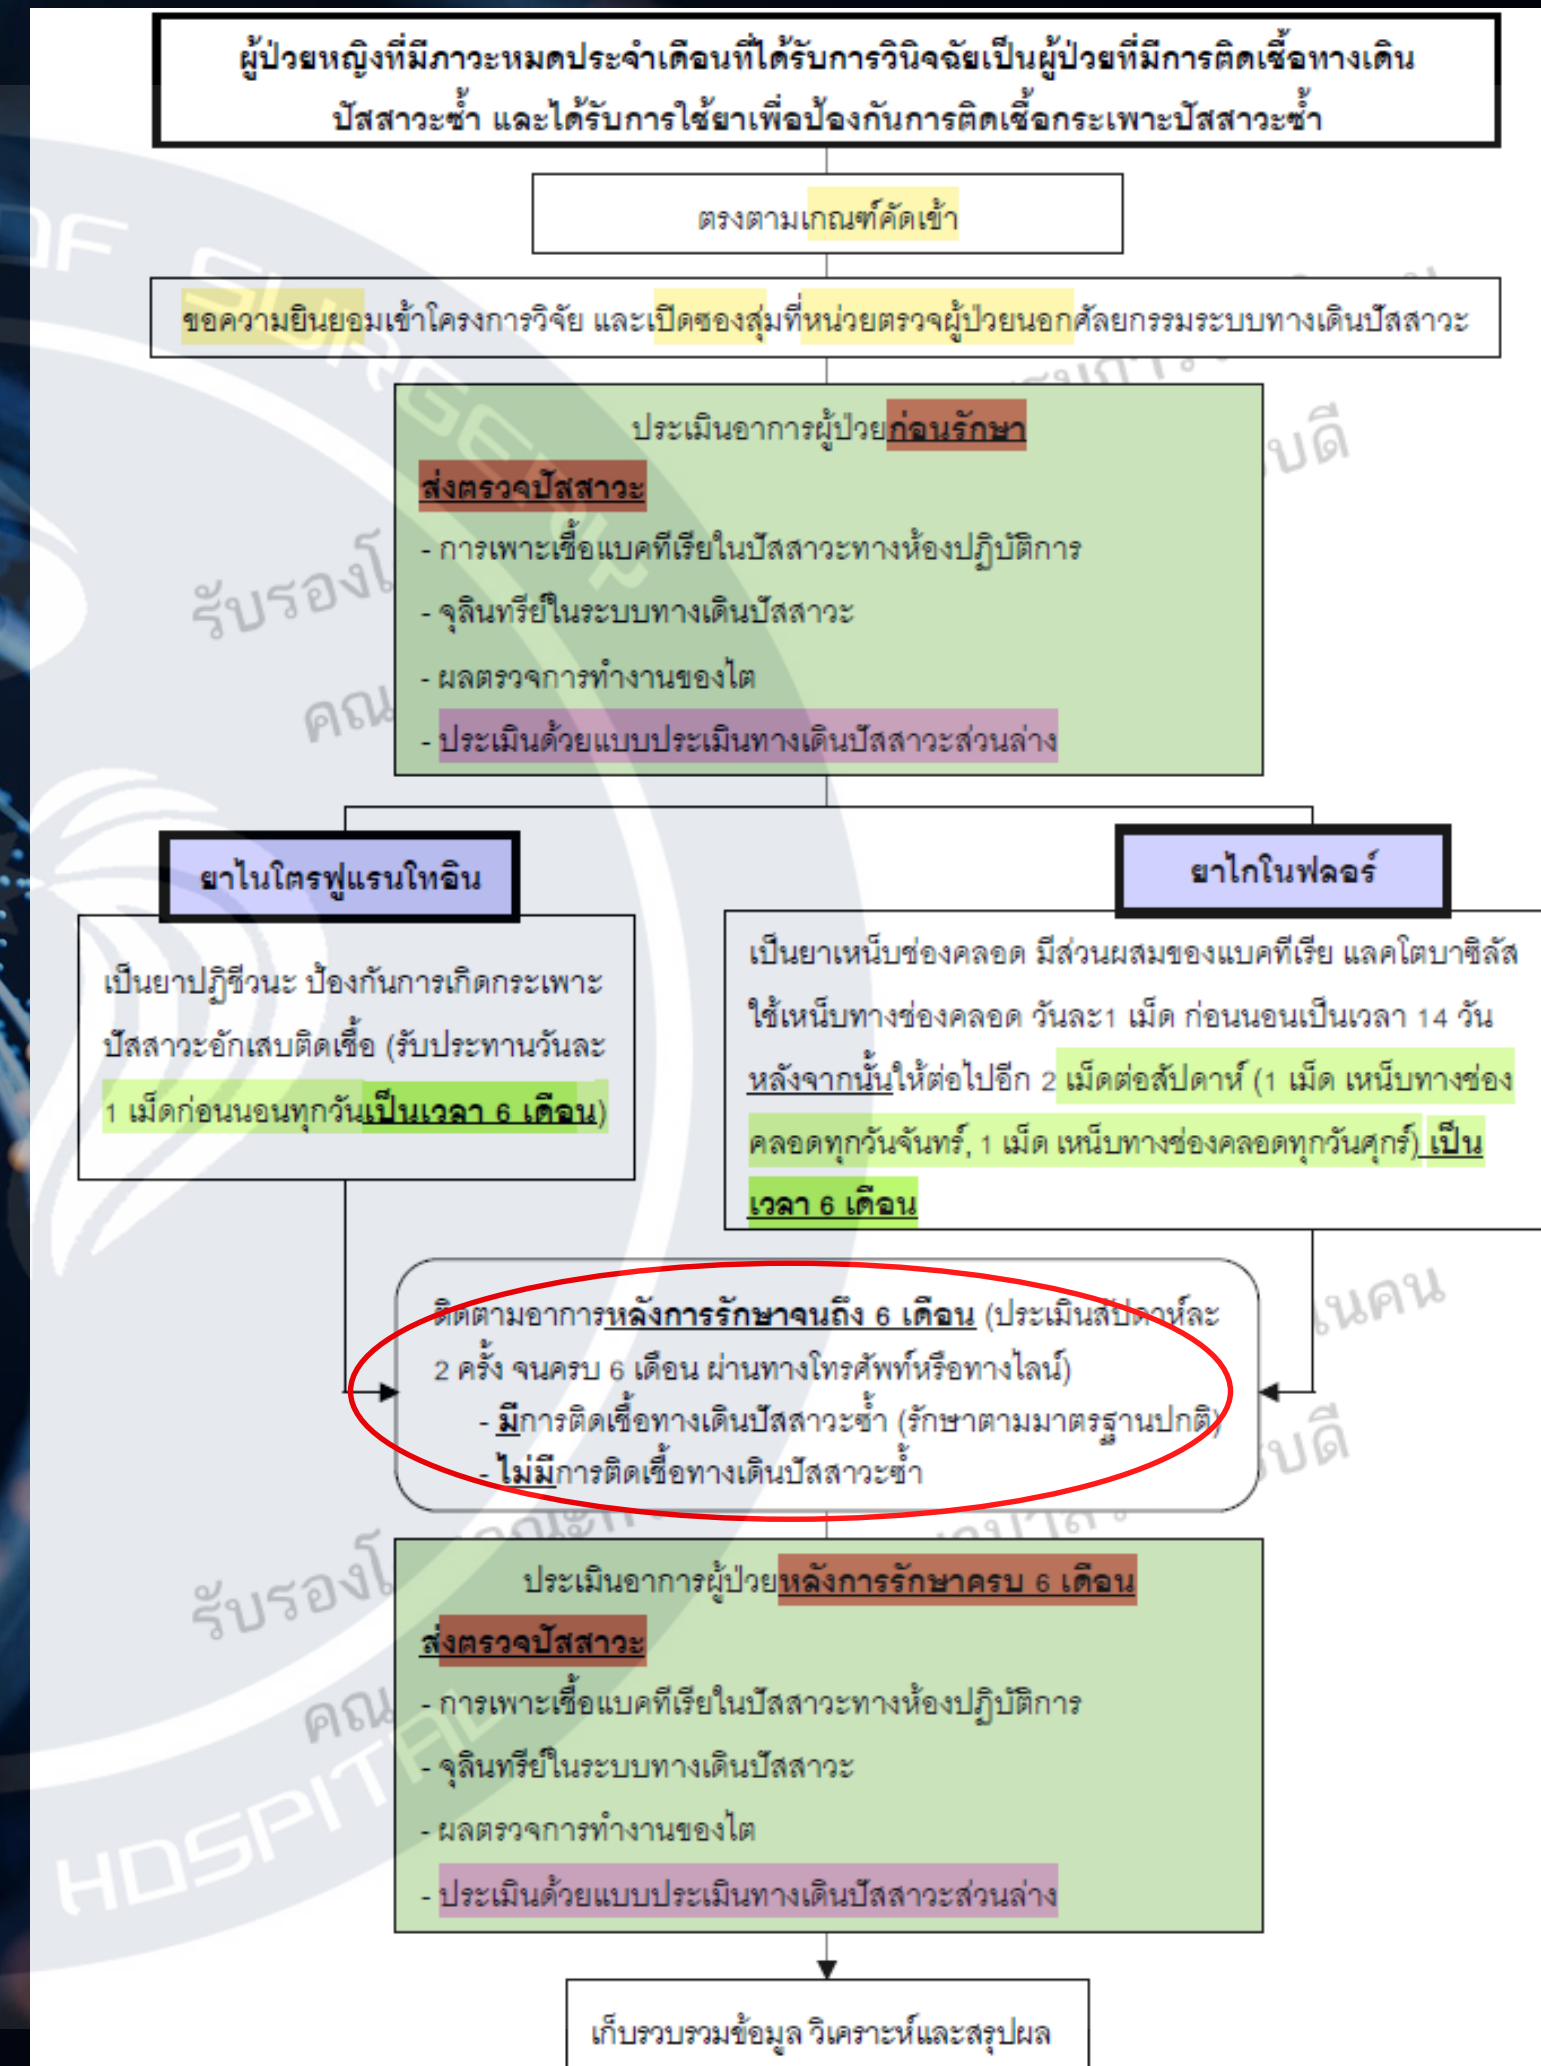 ผู้ป่วยหญิงที่มีภาวะหมดประจำเดือนที่ได้รับการวินิจฉัยเป็นผู้ป่วยที่มีการติดเชื้อทางเดิน
ปัสสาวะซ้ำ และได้รับการใช้ยาเพื่อป้องกันการติดเชื้อกระเพาะปัสสาวะซ้ำ
ตรงตามเกณฑ์คัดเข้า
ขอความยินยอมเข้าโครงการวิจัย และเปิดซองสุ่มที่หน่วยตรวจผู้ป่วยนอกศัลยกรรมระบบทางเดินปัสสาวะ
ประเมินอาการผู้ป่วยก่อนรักษา
ส่งตรวจปัสสาวะ
- การเพาะเชื้อแบคทีเรียในปัสสาวะทางห้องปฏิบัติการ
- จุลินทรีย์ในระบบทางเดินปัสสาวะ
- ผลตรวจการทำงานของไต
- ประเมินด้วยแบบประเมินทางเดินปัสสาวะส่วนล่าง
ยาไนโตรฟูแรนโทอิน
เป็นยาปฎิชีวนะ ป้องกันการเกิดกระเพาะ
ปัสสาวะอักเสบติดเชื้อ (รับประทานวันละ
1 เม็ดก่อนนอนทุกวันเป็นเวลา 6 เดือน)
ยาไกโนฟลอร์
เป็นยาเหน็บช่องคลอด มีส่วนผสมของแบคทีเรีย แลคโตบาซิลัส
ใช้เหน็บทางช่องคลอด วันละ1 เม็ด ก่อนนอนเป็นเวลา 14 วัน
หลังจากนั้นให้ต่อไปอีก 2 เม็ดต่อสัปดาห์ (1 เม็ด เหน็บทางช่อง
คลอดทุกวันจันทร์, 1 เม็ด เหน็บทางช่องคลอดทุกวันศุกร์) เป็น
เวลา 6 เดือน
ติดตามอาการหลังการรักษาจนถึง 6 เดือน (ประเมินสัปดาห์ละ
2 ครั้ง จนครบ 6 เดือน ผ่านทางโทรศัพท์หรือทางไลน์)
- มีการติดเชื้อทางเดินปัสสาวะซ้ำ (รักษาตามมาตรฐานปกติ)
- ไม่มีการติดเชื้อทางเดินปัสสาวะซ้ำ
ประเมินอาการผู้ป่วยหลังการรักษาครบ 6 เดือน
ส่งตรวจปัสสาวะ
- การเพาะเชื้อแบคทีเรียในปัสสาวะทางห้องปฏิบัติการ
- จุลินทรีย์ในระบบทางเดินปัสสาวะ
- ผลตรวจการทำงานของไต
- ประเมินด้วยแบบประเมินทางเดินปัสสาวะส่วนล่าง
เก็บรวบรวมข้อมูล วิเคราะห์และสรุปผล
OF SURGERY
HOSPITAL